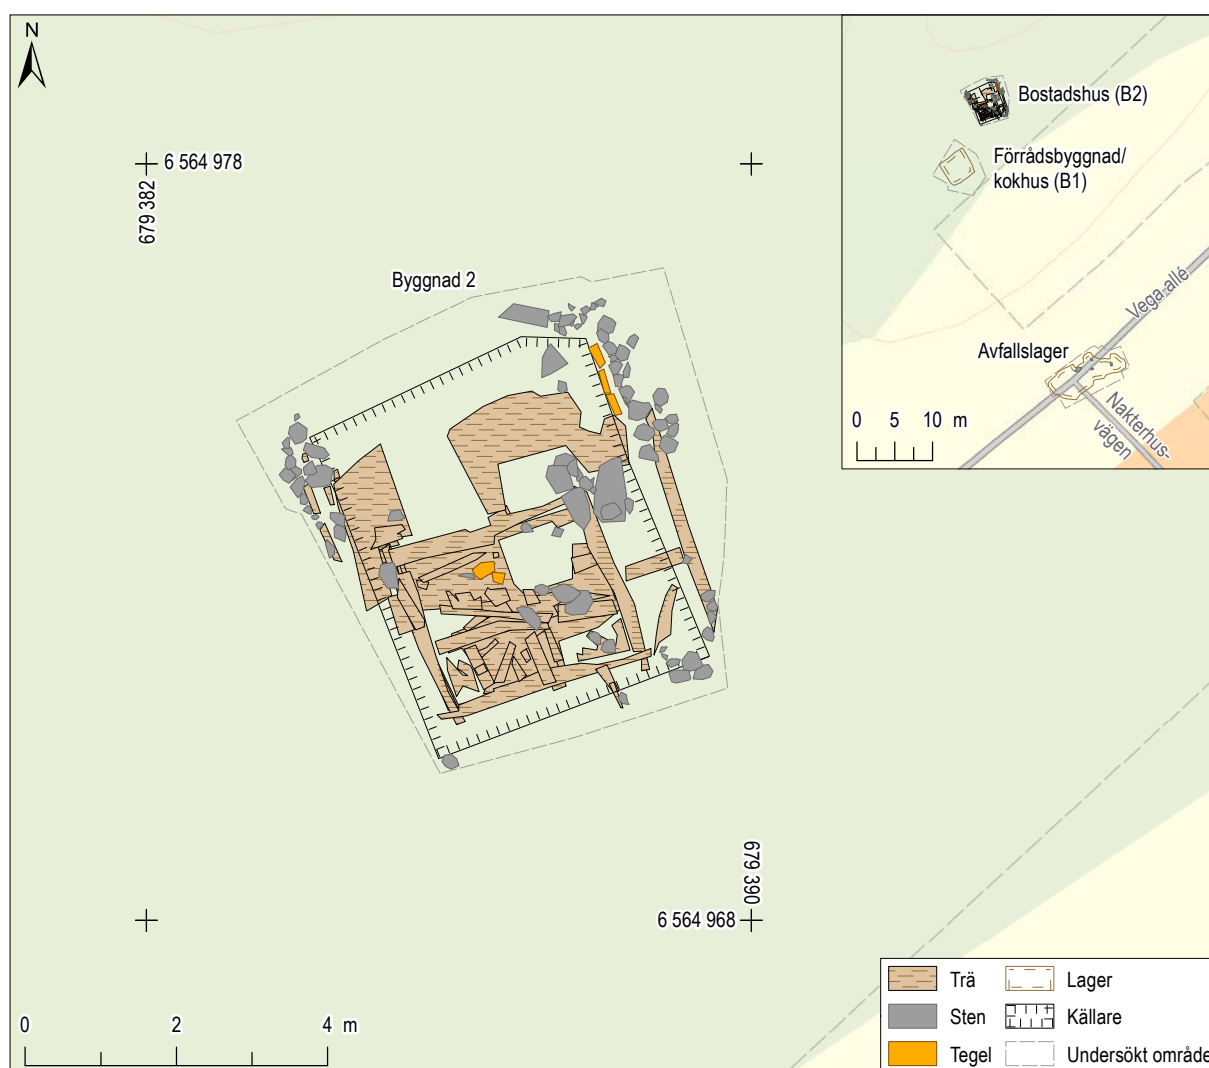 N
6 564 978
679 382
Byggnad 2
Bostadshus (B2)
Förrådsbyggnad/
kokhus (B1)
Vega allé
Avfallslager
Nakterhus-
vägen
0 5 10 m
679 390
6 564 968
0 2 4 m
Trä
Sten
Tegel
Lager
Källare
Undersökt område